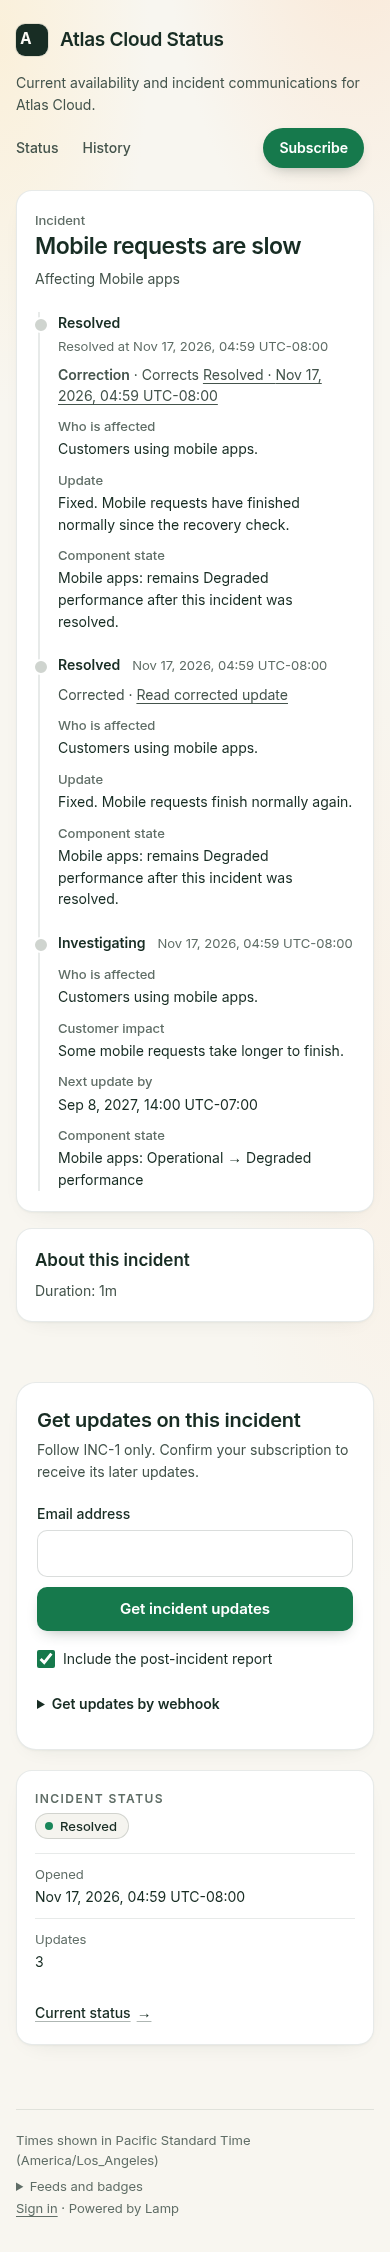 A Atlas Cloud Status
Current availability and incident communications for
Atlas Cloud.
Status History Subscribe
Incident
Mobile requests are slow
Affecting Mobile apps
Resolved
Resolved at Nov 17, 2026, 04:59 UTC-08:00
Correction · Corrects Resolved · Nov 17,
2026, 04:59 UTC-08:00
Who is affected
Customers using mobile apps.
Update
Fixed. Mobile requests have finished
normally since the recovery check.
Component state
Mobile apps: remains Degraded
performance after this incident was
resolved.
Resolved Nov 17, 2026, 04:59 UTC-08:00
Corrected · Read corrected update
Who is affected
Customers using mobile apps.
Update
Fixed. Mobile requests finish normally again.
Component state
Mobile apps: remains Degraded
performance after this incident was
resolved.
Investigating Nov 17, 2026, 04:59 UTC-08:00
Who is affected
Customers using mobile apps.
Customer impact
Some mobile requests take longer to finish.
Next update by
Sep 8, 2027, 14:00 UTC-07:00
Component state
Mobile apps: Operational → Degraded
performance
About this incident
Duration: 1m
Get updates on this incident
Follow INC-1 only. Confirm your subscription to
receive its later updates.
Email address
Get incident updates
Include the post-incident report
Get updates by webhook
INCIDENT STATUS
Resolved
Opened
Nov 17, 2026, 04:59 UTC-08:00
Updates
3
Current status →
Times shown in Pacific Standard Time
(America/Los_Angeles)
Feeds and badges
Sign in · Powered by Lamp